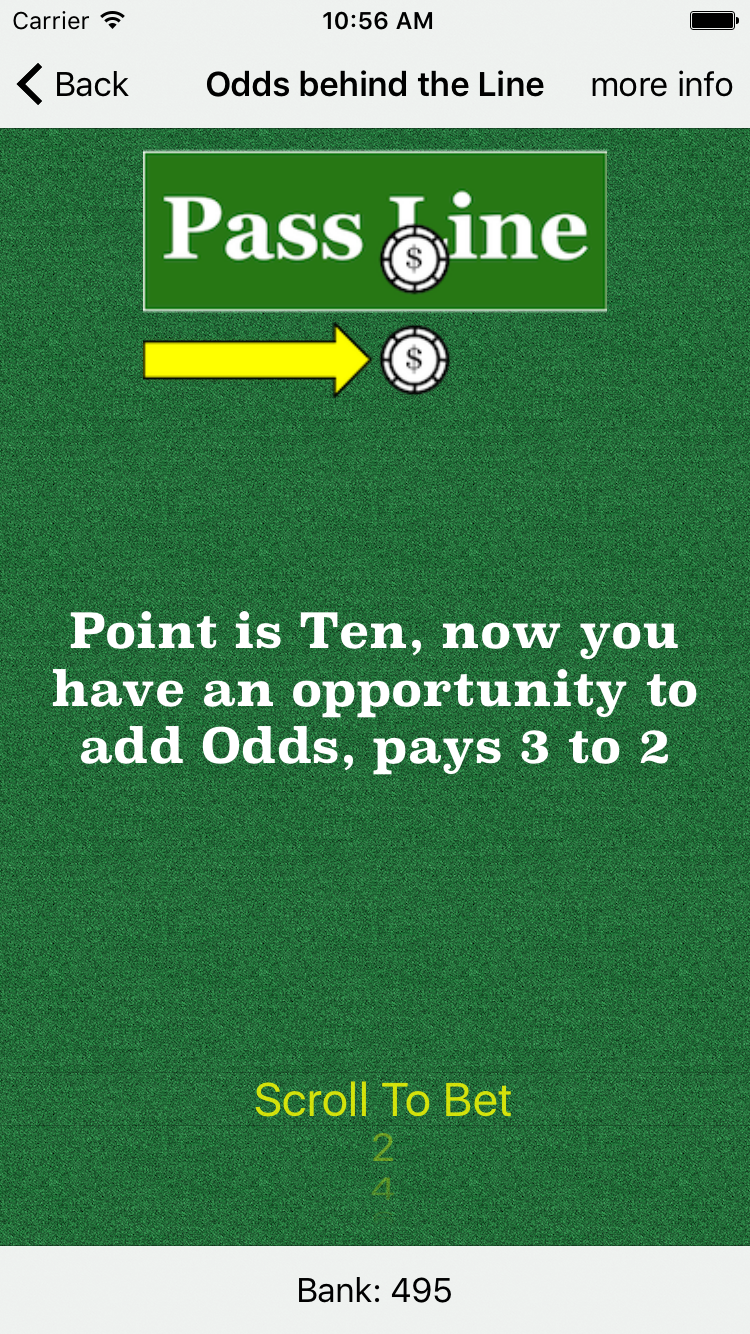 Carrier 10:56 AM
Back Odds behind the Line more info
Pass Line
$
$
Point is Ten, now you
have an opportunity to
add Odds, pays 3 to 2
Scroll To Bet
2
4
Bank: 495